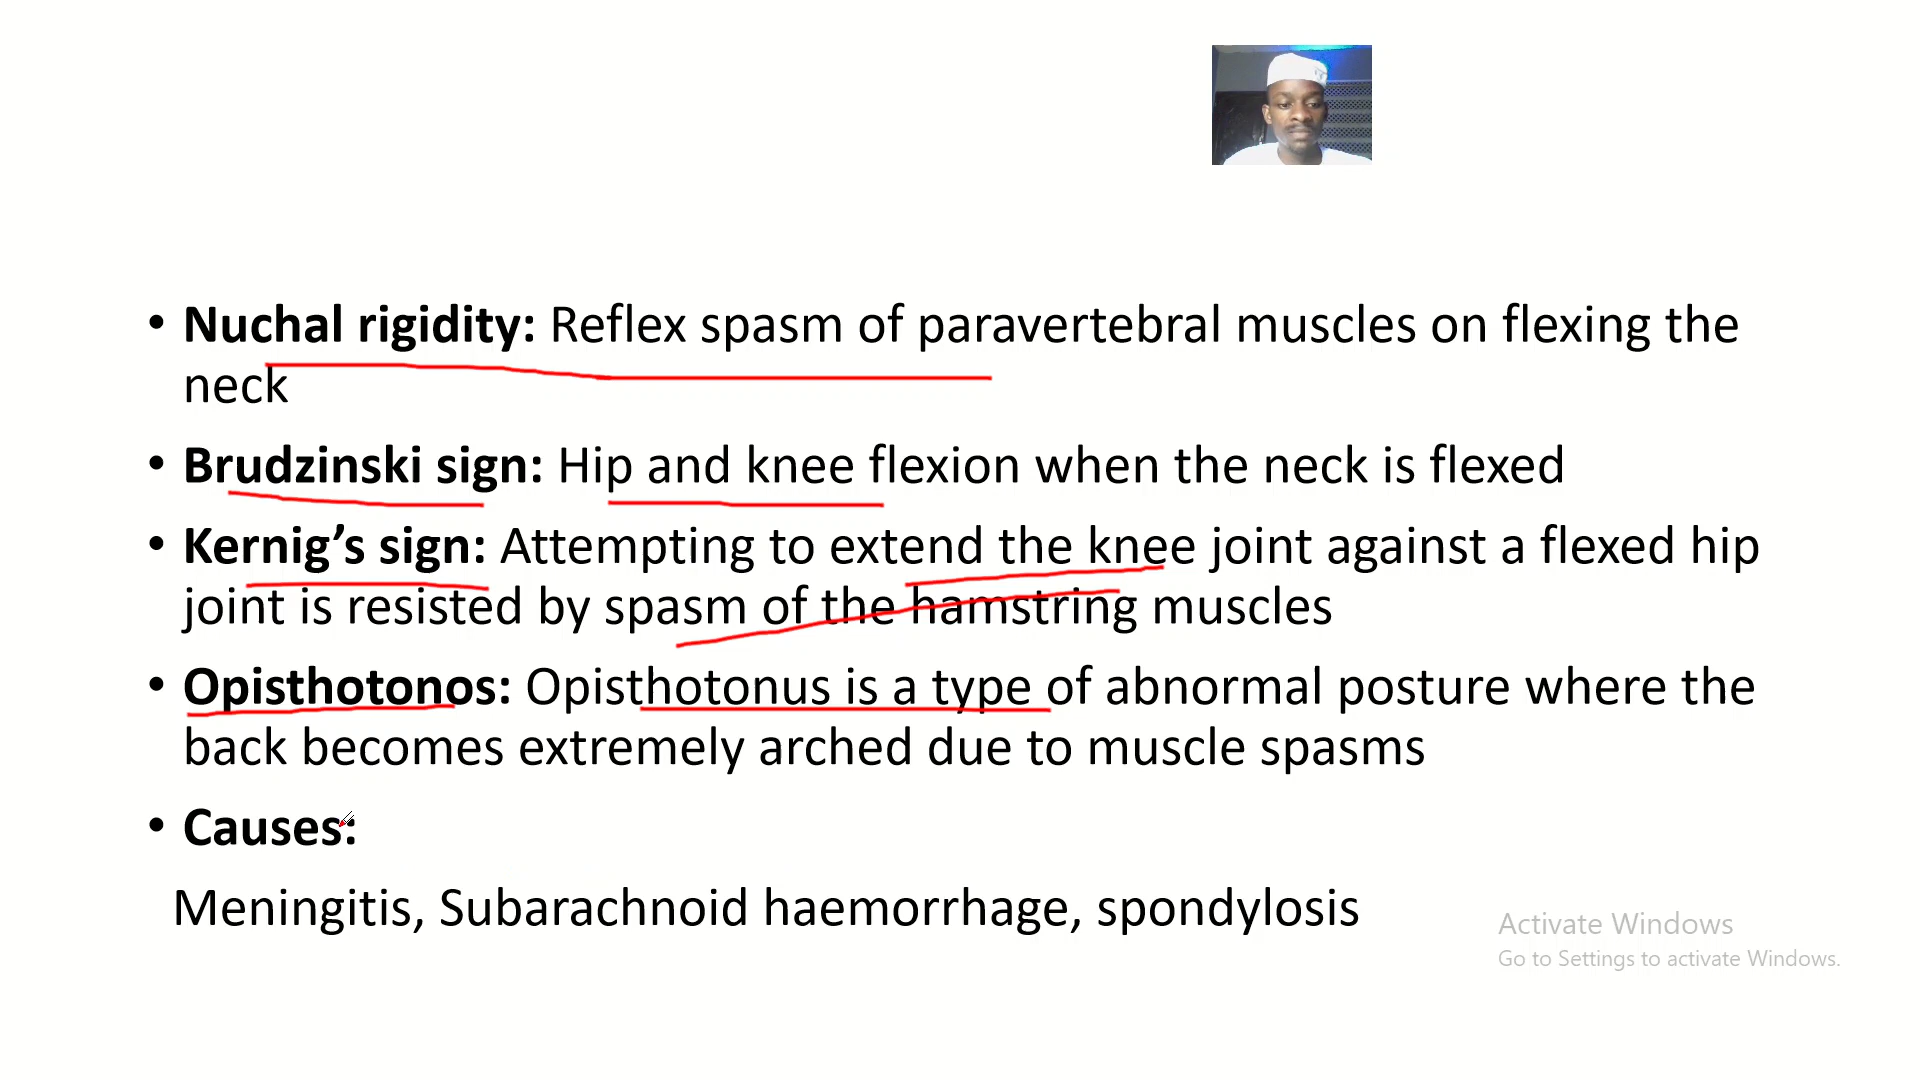 • Nuchal rigidity: Reflex spasm of paravertebral muscles on flexing the
neck
• Brudzinski sign: Hip and knee flexion when the neck is flexed
• Kernig’s sign: Attempting to extend the knee joint against a flexed hip
joint is resisted by spasm of the hamstring muscles
• Opisthotonos: Opisthotonus is a type of abnormal posture where the
back becomes extremely arched due to muscle spasms
• Causes:
Meningitis, Subarachnoid haemorrhage, spondylosis
Activate Windows
Go to Settings to activate Windows.